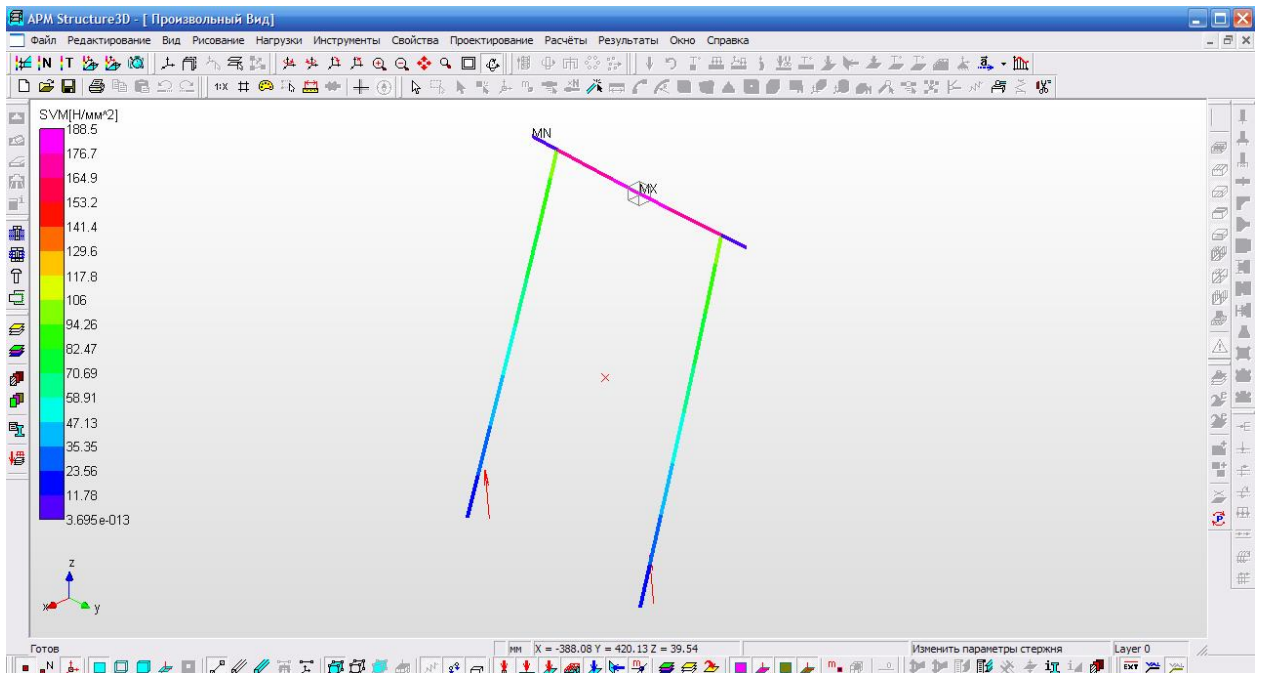 APM Structure3D - [ Произвольный Вид]
Файл Редактирование Вид Рисование Нагрузки Инструменты Свойства Проектирование Расчёты Результаты Окно Справка
SVM[Н/мм^2]
188.5
176.7
164.9
153.2
141.4
129.6
117.8
106
94.26
82.47
70.69
58.91
47.13
35.35
23.56
11.78
3.695e-013
MN
MX
z
x
y
Готов
мм
X = -388.08 Y = 420.13 Z = 39.54
Изменить параметры стержня
Layer 0